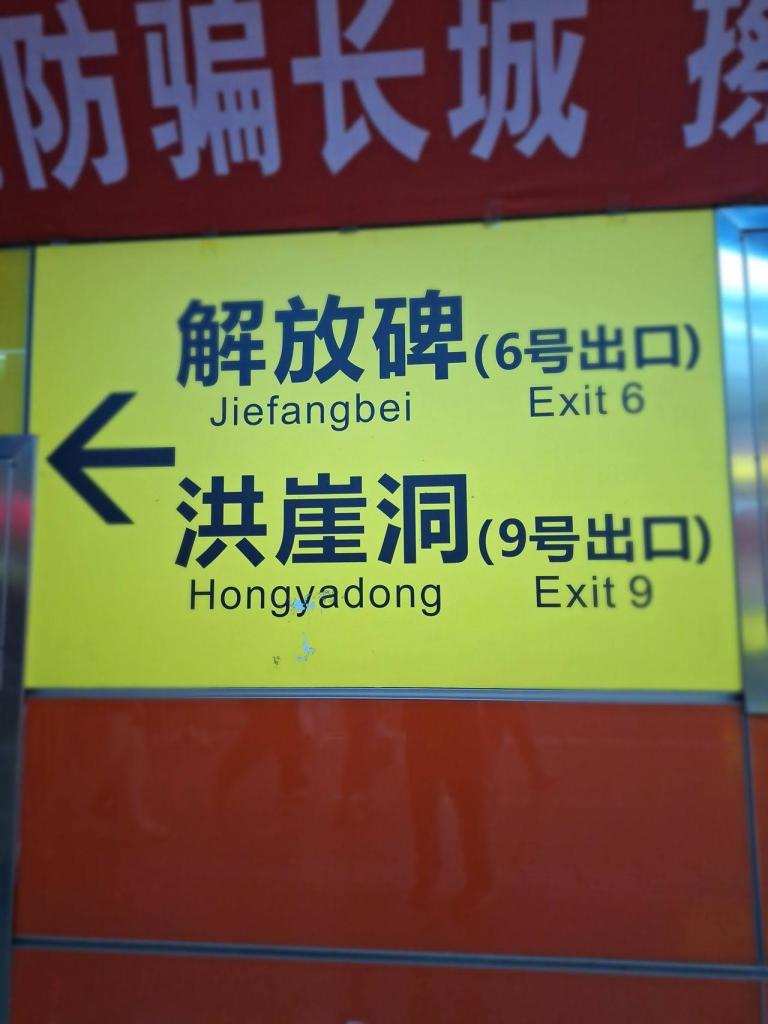 防骗长城
解放碑(6号出口)
Jiefangbei Exit 6
洪崖洞(9号出口)
Hongyadong Exit 9